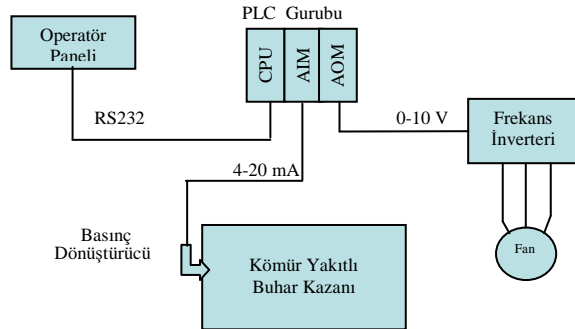 PLC Gurubu
Operatör
Paneli
CPU
AIM
AOM
RS232
0-10 V
Frekans
İnverteri
4-20 mA
Basınç
Dönüştürücü
Kömür Yakıtlı
Buhar Kazanı
Fan